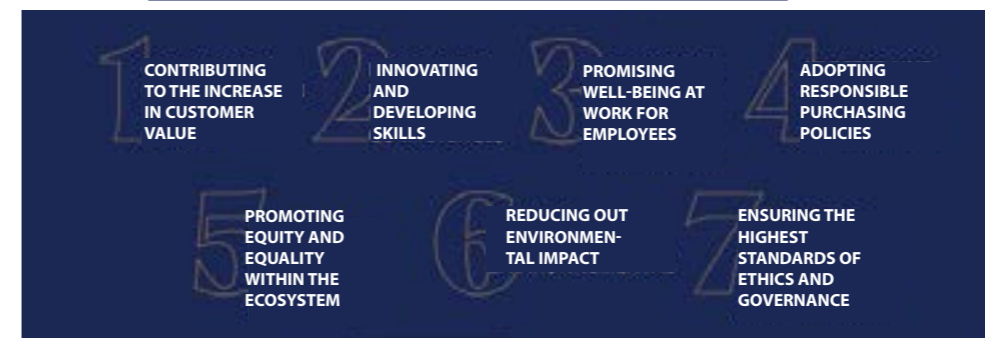 1
CONTRIBUTING
TO THE INCREASE
IN CUSTOMER
VALUE
2
INNOVATING
AND
DEVELOPING
SKILLS
3
PROMISING
WELL-BEING AT
WORK FOR
EMPLOYEES
4
ADOPTING
RESPONSIBLE
PURCHASING
POLICIES
5
PROMOTING
EQUITY AND
EQUALITY
WITHIN THE
ECOSYSTEM
6
REDUCING OUT
ENVIRONMEN-
TAL IMPACT
7
ENSURING THE
HIGHEST
STANDARDS OF
ETHICS AND
GOVERNANCE